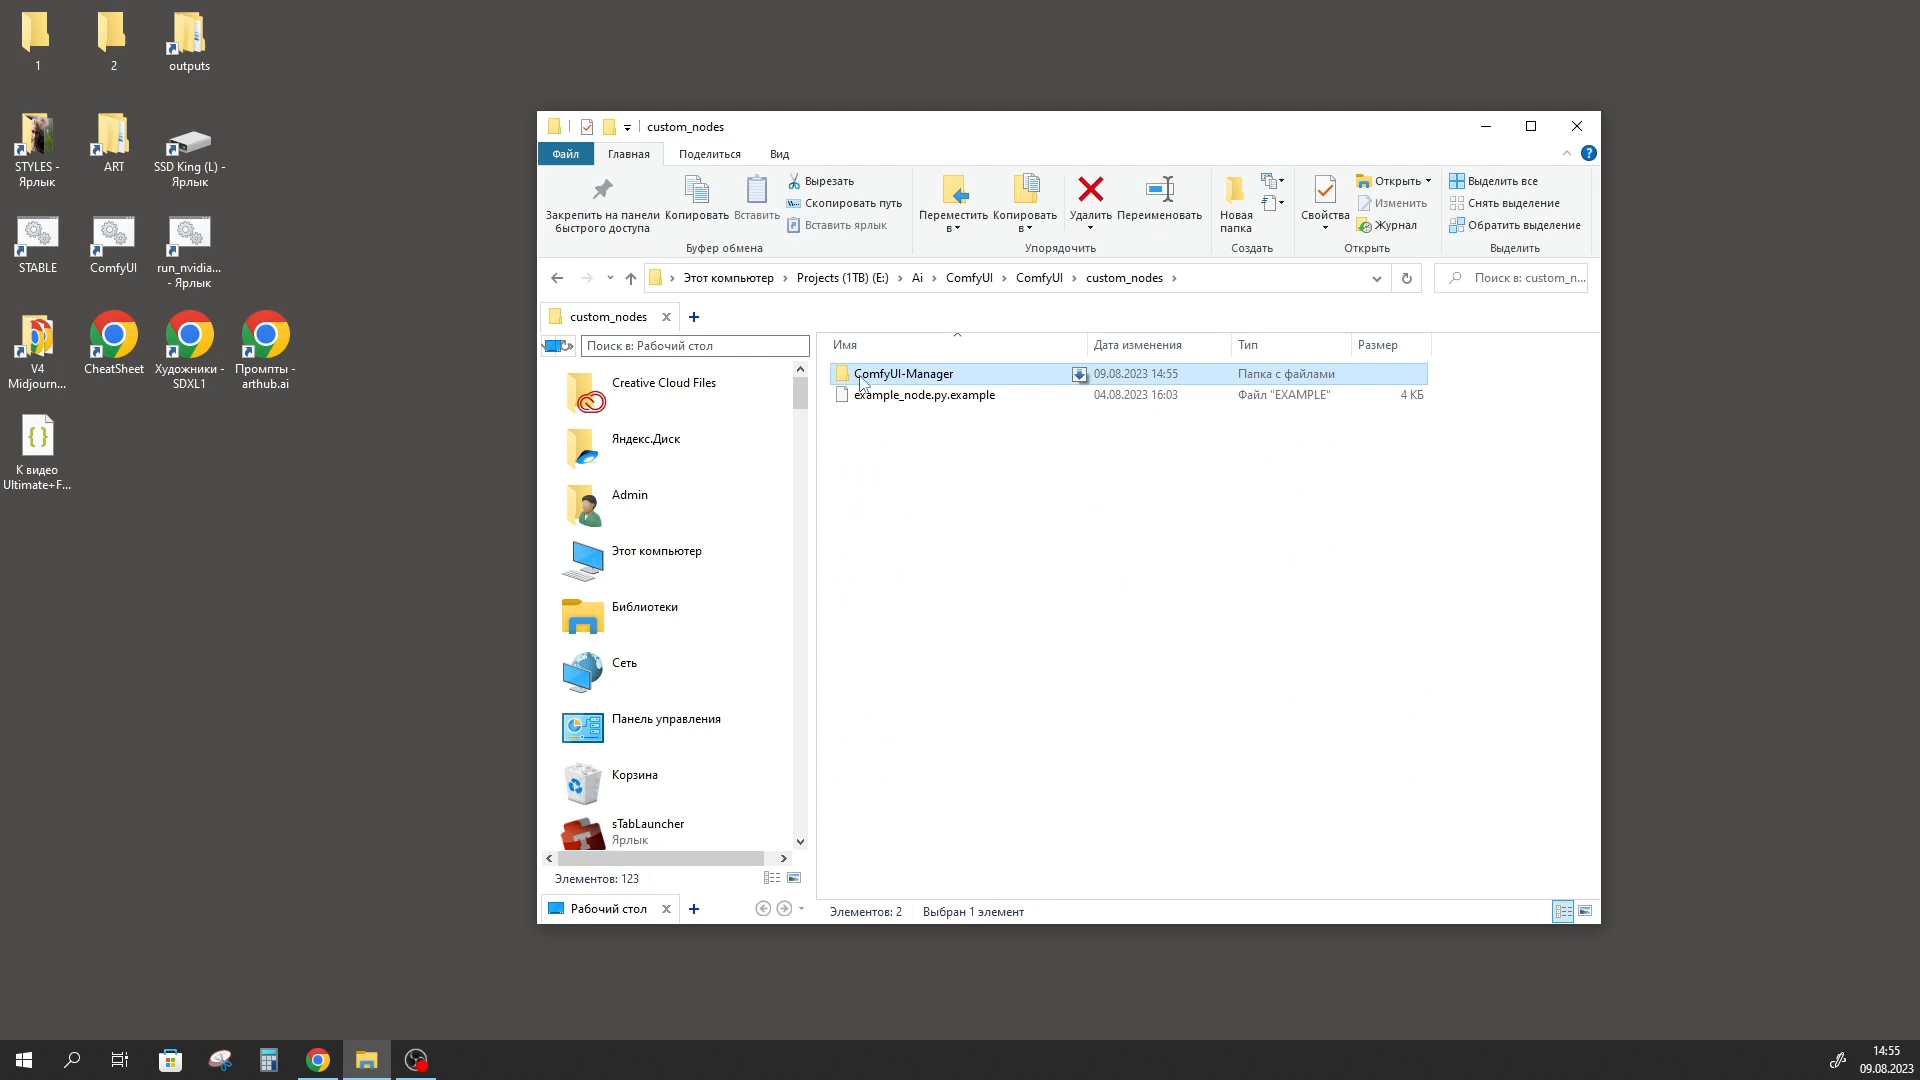 1
2
outputs
STYLES -
Ярлык
ART
SSD King (L) -
Ярлык
STABLE
ComfyUI
run_nvidia...
- Ярлык
V4
Midjourn...
CheatSheet
Художники -
SDXL1
Промпты -
arthub.ai
К видео
Ultimate+F...
custom_nodes
Файл
Главная
Поделиться
Вид
Закрепить на панели
быстрого доступа
Копировать
Вставить
Вырезать
Скопировать путь
Вставить ярлык
Буфер обмена
Переместить
в
Копировать
в
Удалить
Переименовать
Упорядочить
Новая
папка
Создать
Свойства
Открыть
Изменить
Журнал
Открыть
Выделить все
Снять выделение
Обратить выделение
Выделить
Этот компьютер
Projects (1TB) (E:)
Ai
ComfyUI
ComfyUI
custom_nodes
Поиск в: custom_n...
custom_nodes
Поиск в: Рабочий стол
Creative Cloud Files
Яндекс.Диск
Admin
Этот компьютер
Библиотеки
Сеть
Панель управления
Корзина
sTabLauncher
Ярлык
Элементов: 123
Рабочий стол
Имя
Дата изменения
Тип
Размер
ComfyUI-Manager
09.08.2023 14:55
Папка с файлами
example_node.py.example
04.08.2023 16:03
Файл "EXAMPLE"
4 КБ
Элементов: 2
Выбран 1 элемент
14:55
09.08.2023